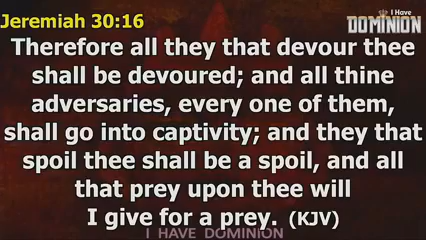 Jeremiah 30:16
I Have
DOMINION
Therefore all they that devour thee
shall be devoured; and all thine
adversaries, every one of them,
shall go into captivity; and they that
spoil thee shall be a spoil, and all
that prey upon thee will
I give for a prey. (KJV)
I HAVE DOMINION